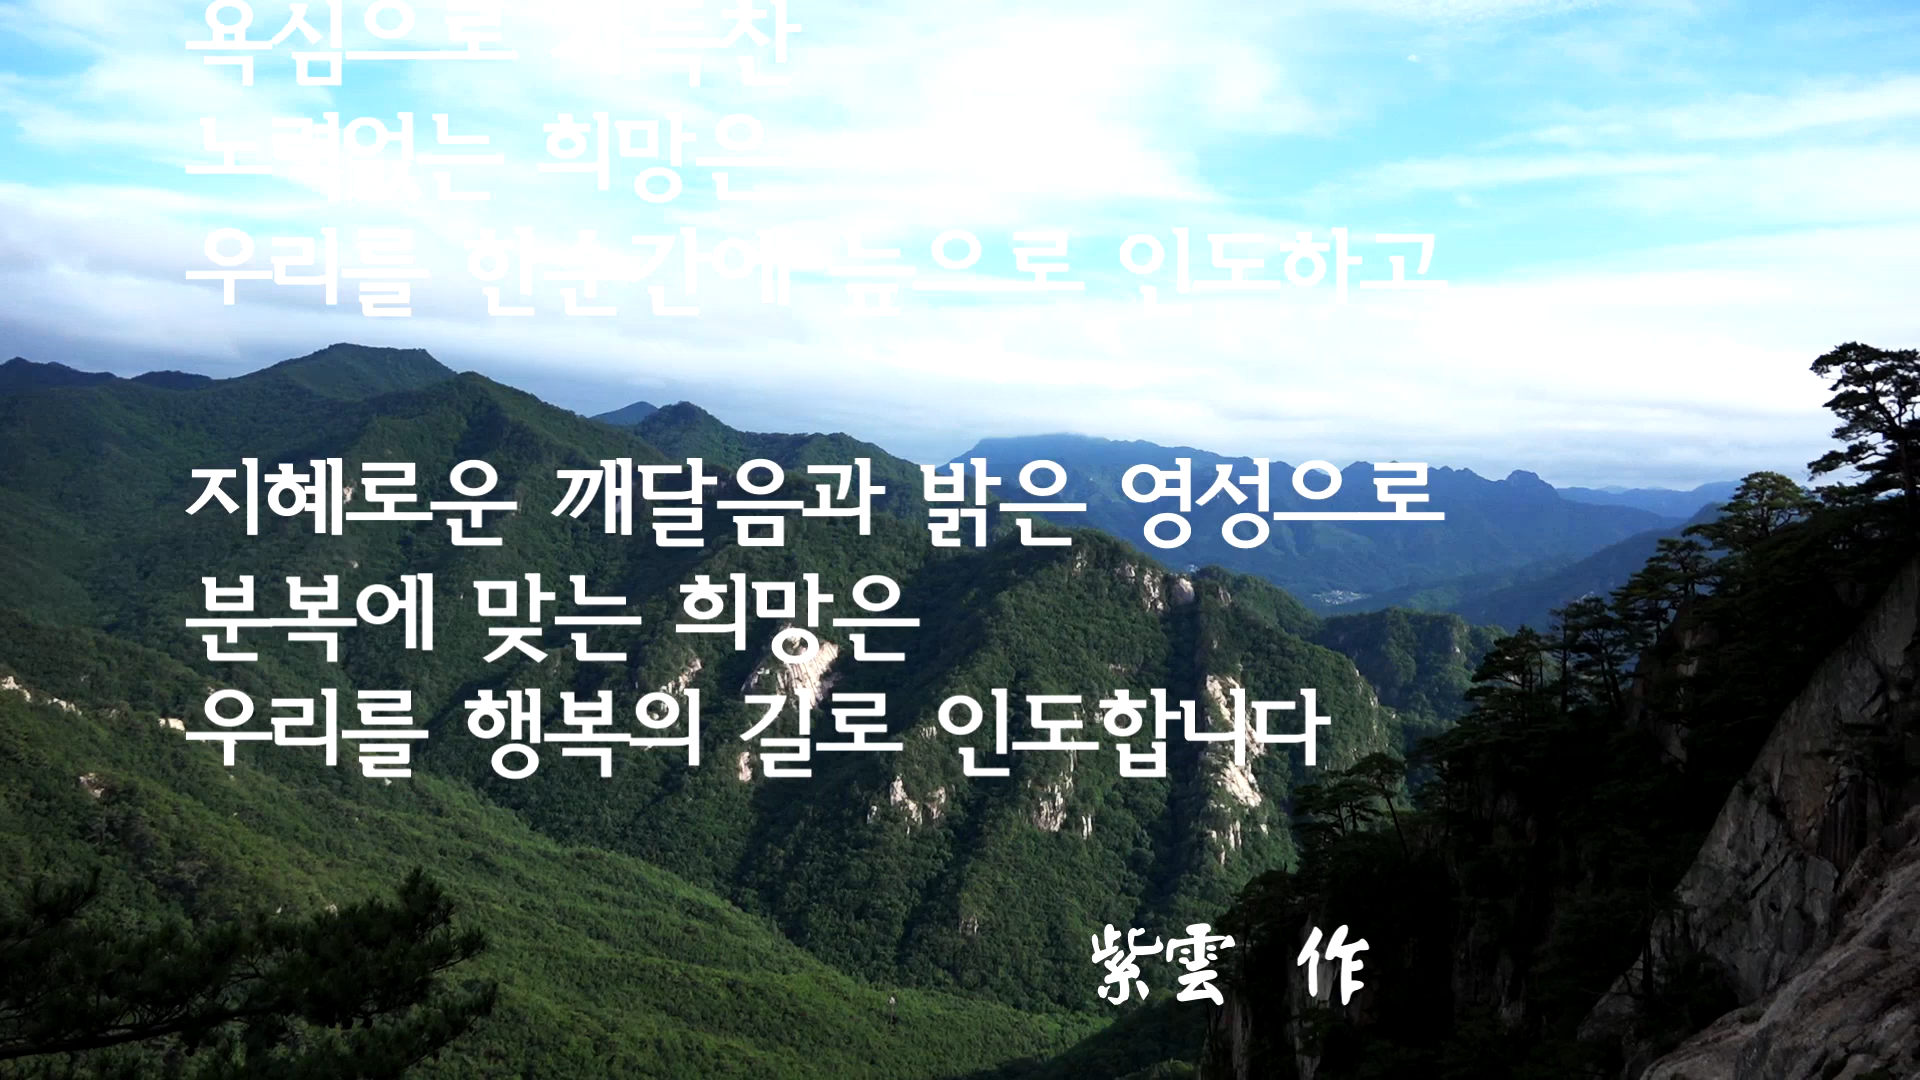 욕심으로 가득찬
노력없는 희망은
우리를 한순간에 늪으로 인도하고
지혜로운 깨달음과 밝은 영성으로
분복에 맞는 희망은
우리를 행복의 길로 인도합니다
紫雲 作